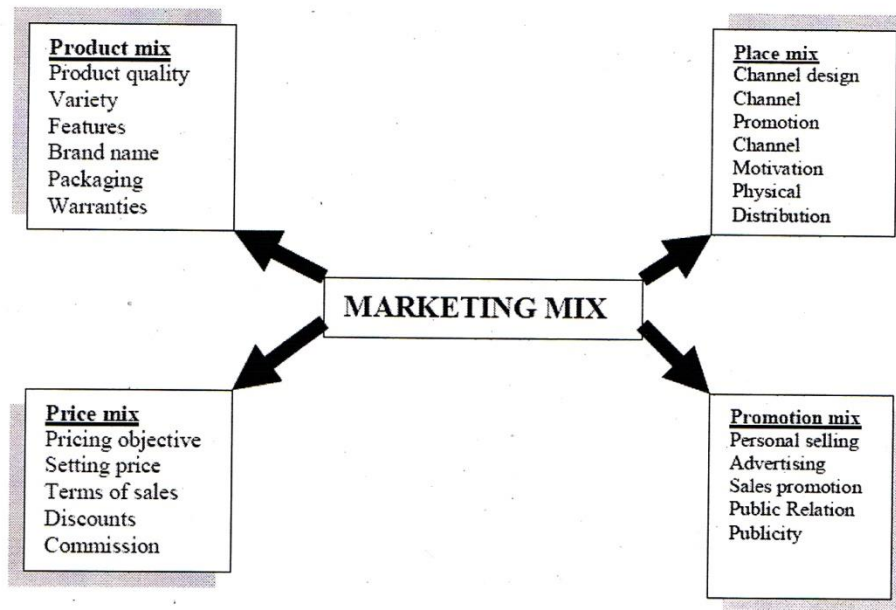 Product mix
Product quality
Variety
Features
Brand name
Packaging
Warranties
Place mix
Channel design
Channel
Promotion
Channel
Motivation
Physical
Distribution
MARKETING MIX
Price mix
Pricing objective
Setting price
Terms of sales
Discounts
Commission
Promotion mix
Personal selling
Advertising
Sales promotion
Public Relation
Publicity